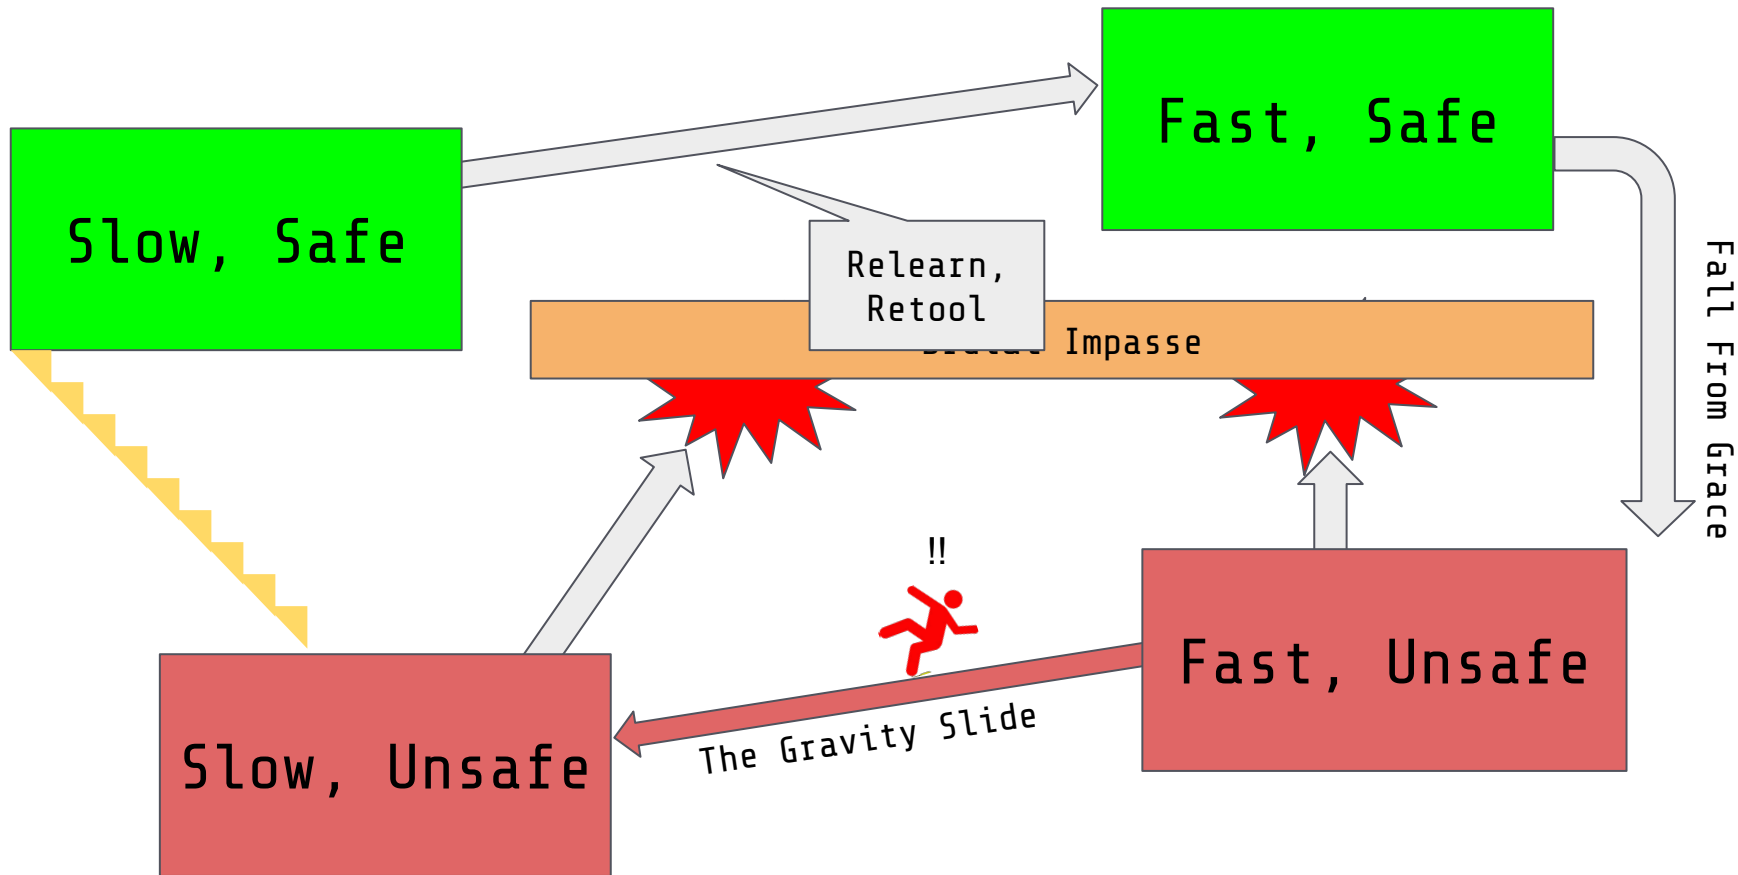 Fast, Safe
Slow, Safe
Relearn,
Retool
Impasse
Fall From Grace
!!
Fast, Unsafe
The Gravity Slide
Slow, Unsafe